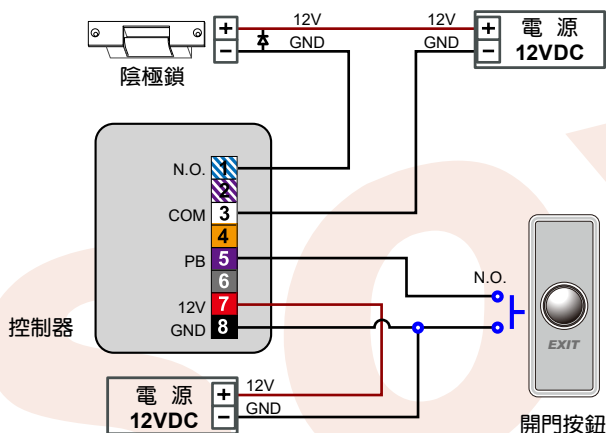 12V
12V
+
+
電 源
−
GND
GND
−
12VDC
陰極鎖
N.O.
1
2
COM
3
4
PB
5
6
N.O.
12V
7
控制器
GND
8
EXIT
電 源
+
12V
12VDC
−
GND
開門按鈕